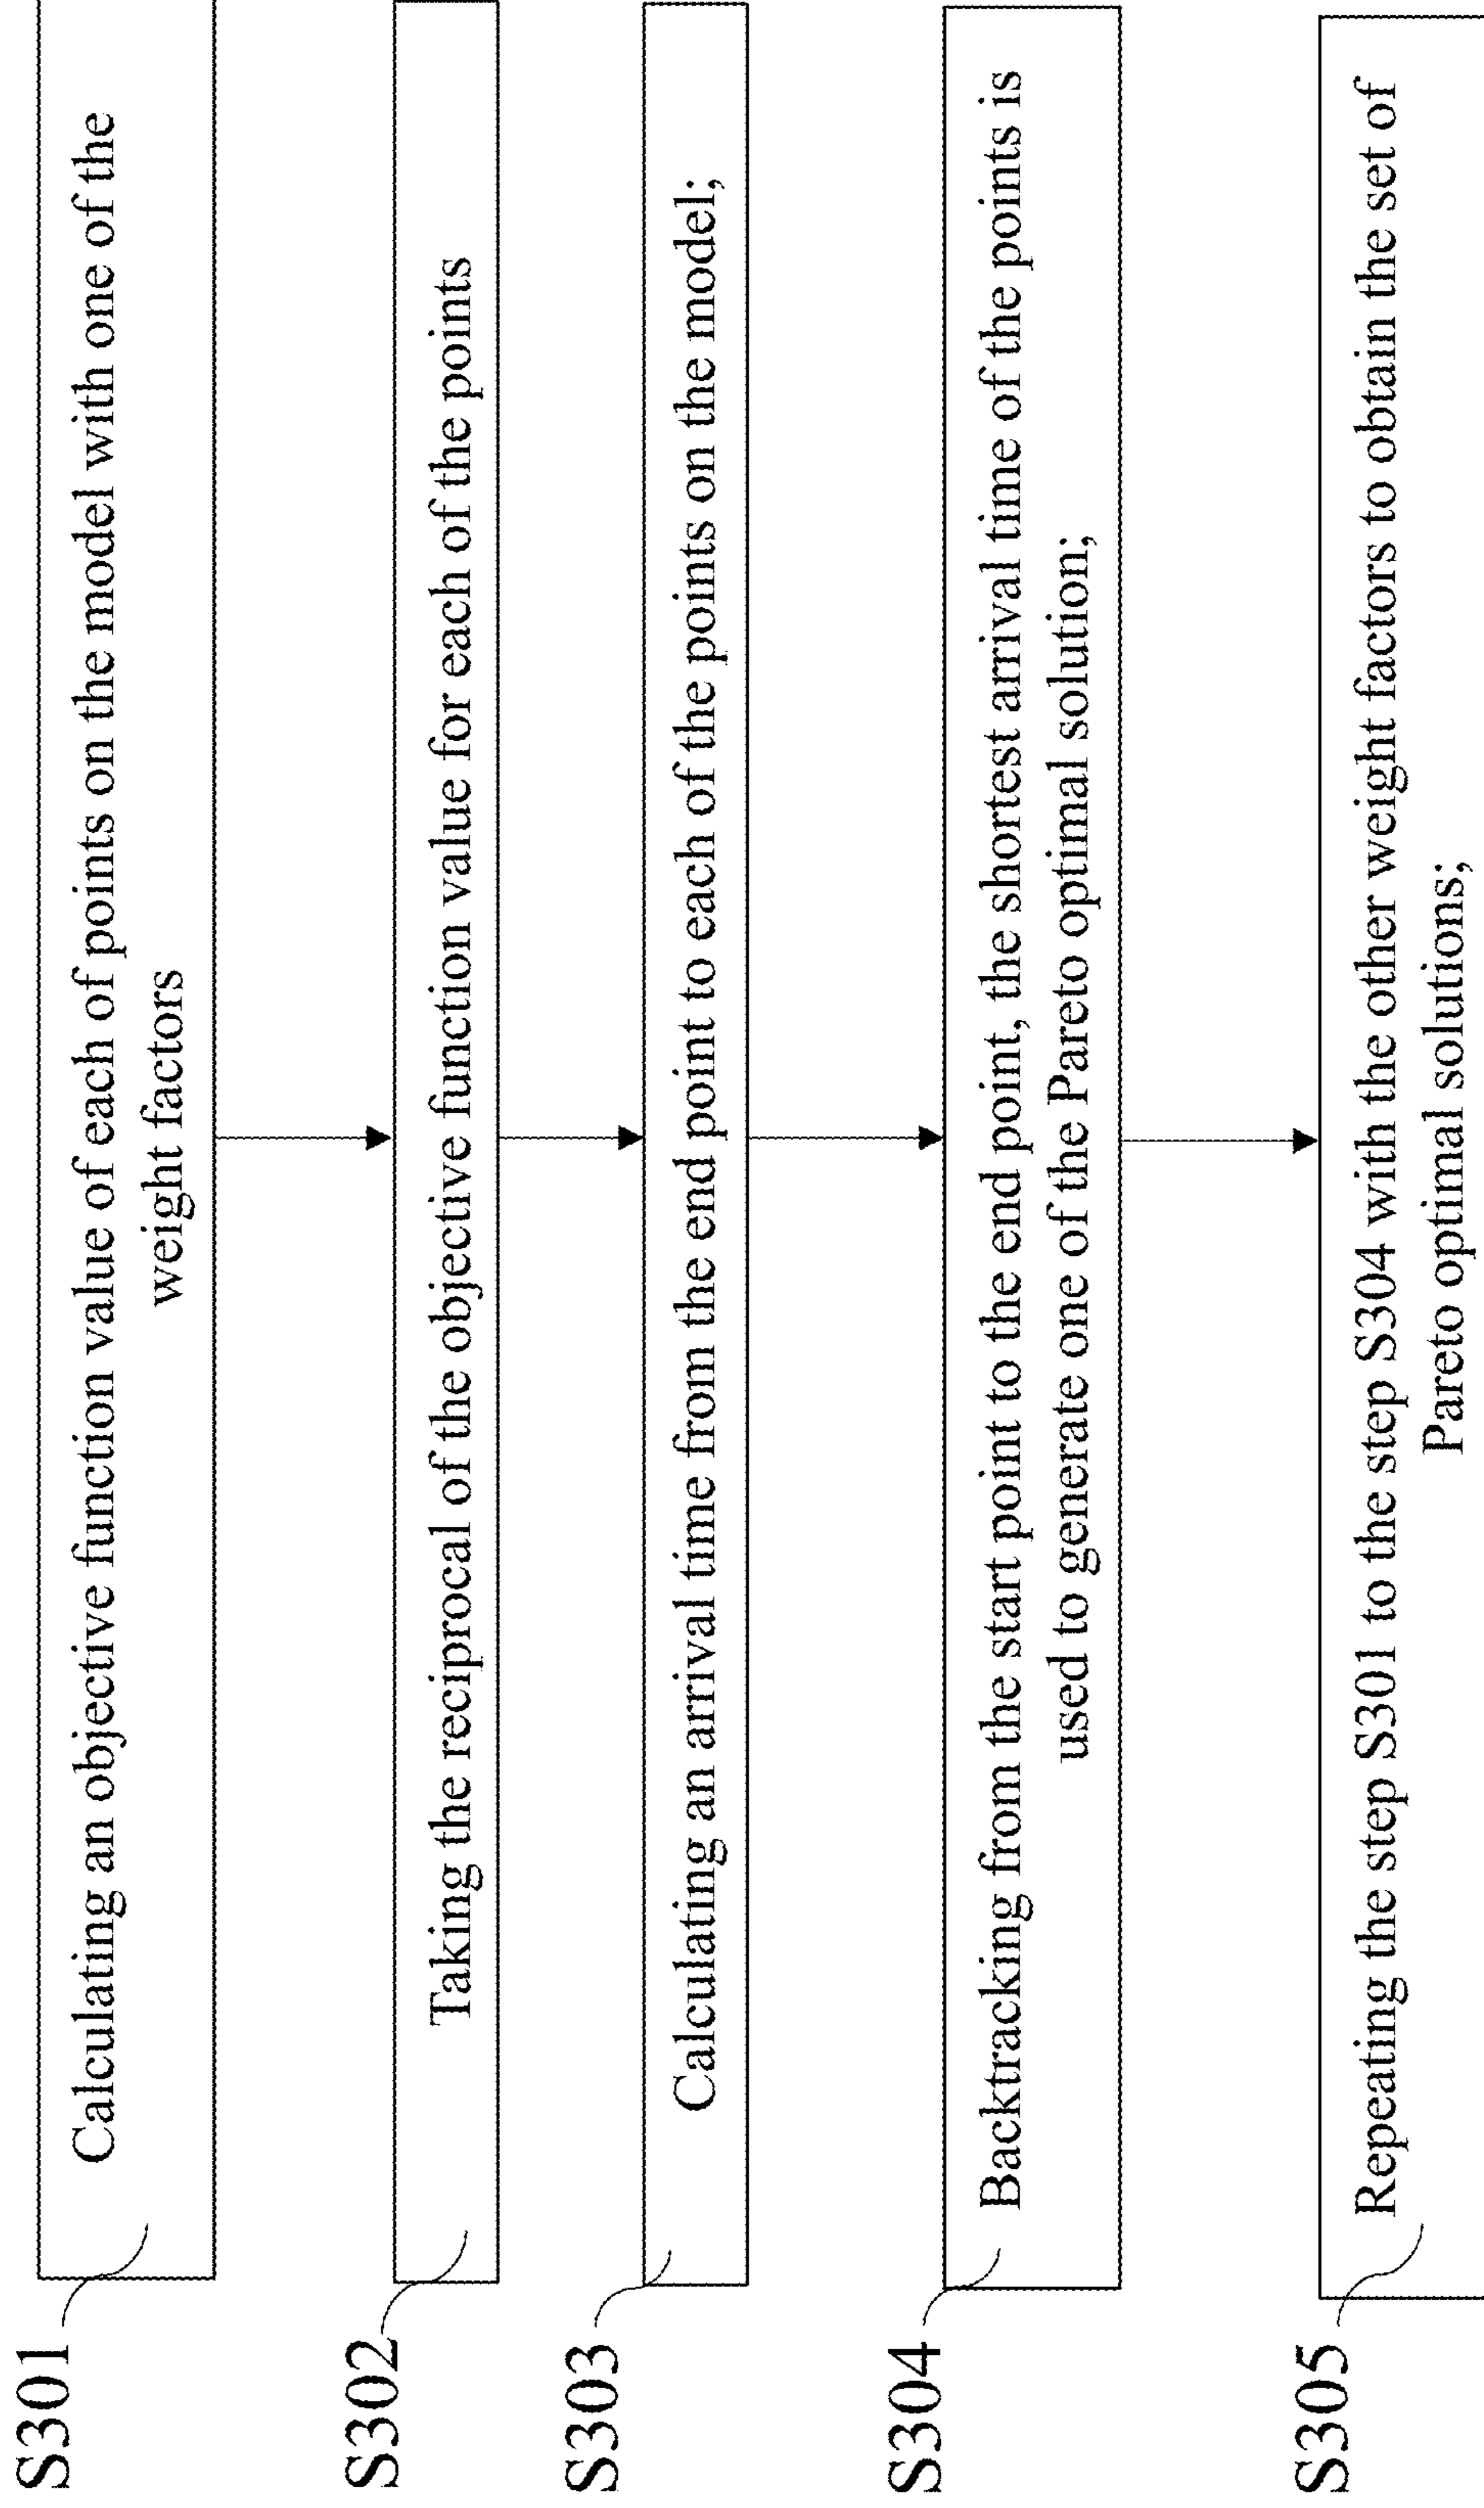 S301
Calculating an objective function value of each of points on the model with one of the
weight factors
S302
Taking the reciprocal of the objective function value for each of the points
S303
Calculating an arrival time from the end point to each of the points on the model;
S304
Backtracking from the start point to the end point, the shortest arrival time of the points is
used to generate one of the Pareto optimal solution;
S305
Repeating the step S301 to the step S304 with the other weight factors to obtain the set of
Pareto optimal solutions;